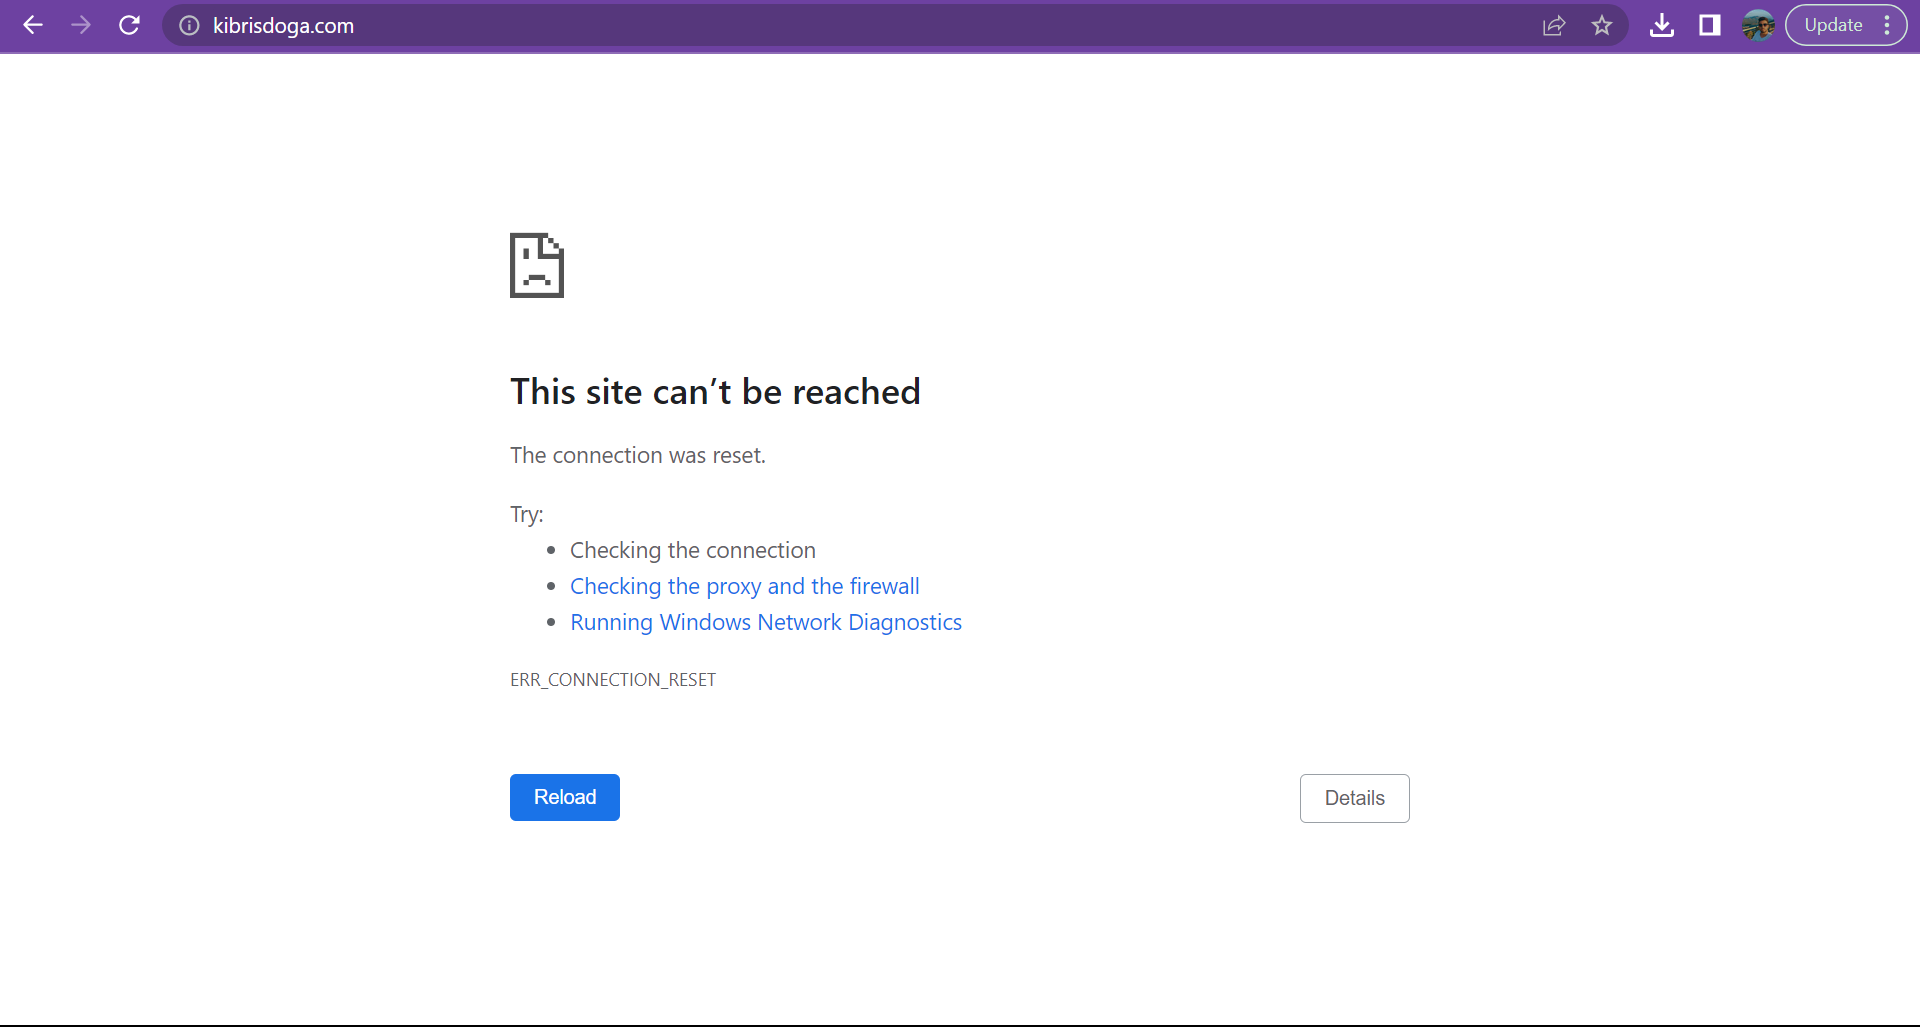 kibrisdoga.com
Update
This site can’t be reached
The connection was reset.
Try:
Checking the connection
Checking the proxy and the firewall
Running Windows Network Diagnostics
ERR_CONNECTION_RESET
Reload
Details